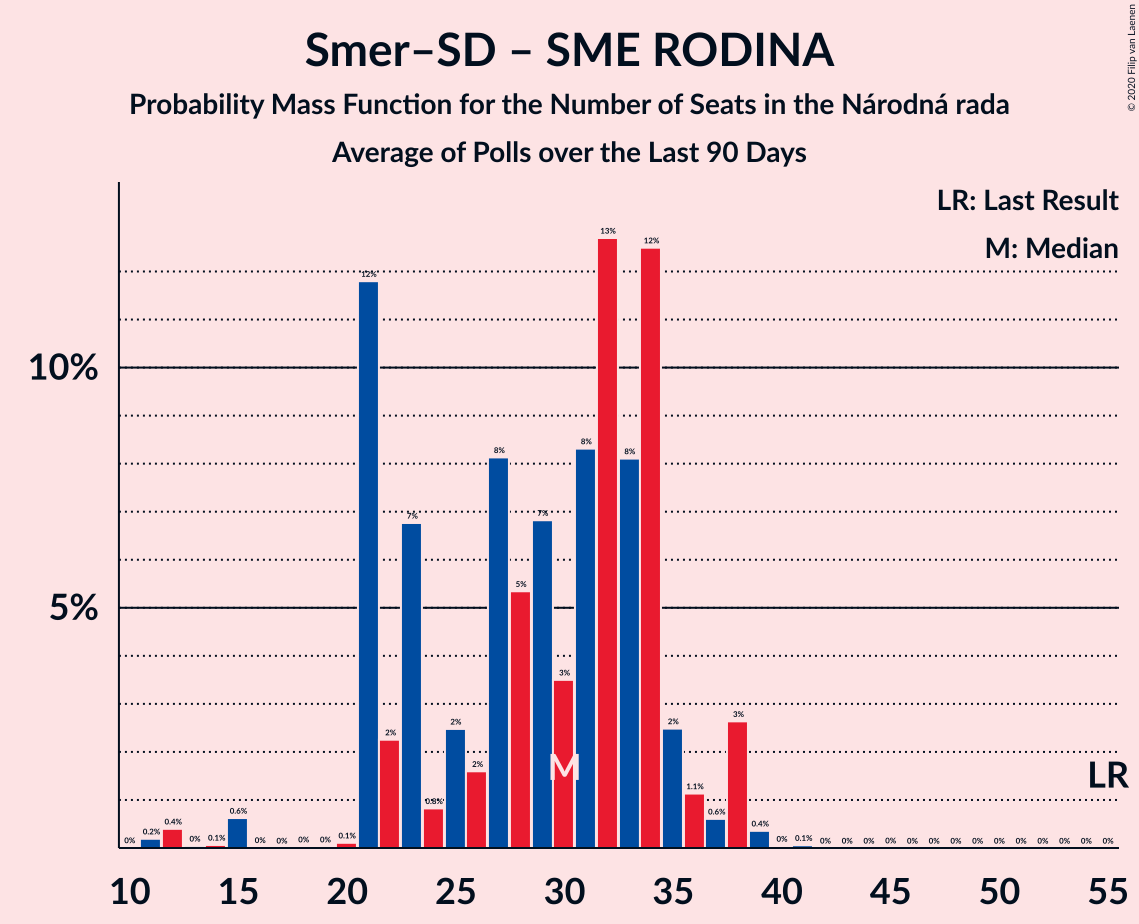 Smer–SD – SME RODINA
Probability Mass Function for the Number of Seats in the Národná rada
Average of Polls over the Last 90 Days
© 2020 Filip van Laenen
LR: Last Result
M: Median
10%
5%
0% 0.2% 0.4% 0% 0.1% 0.6% 0% 0% 0% 0% 0.1% 12% 2% 7% 0.8% 2% 2% 8% 5% 7% 3% 8% 13% 8% 12% 2% 1.1% 0.6% 3% 0.4% 0% 0.1% 0% 0% 0% 0% 0% 0% 0% 0% 0% 0% 0% 0% 0% 0%
M
LR
10 15 20 25 30 35 40 45 50 55